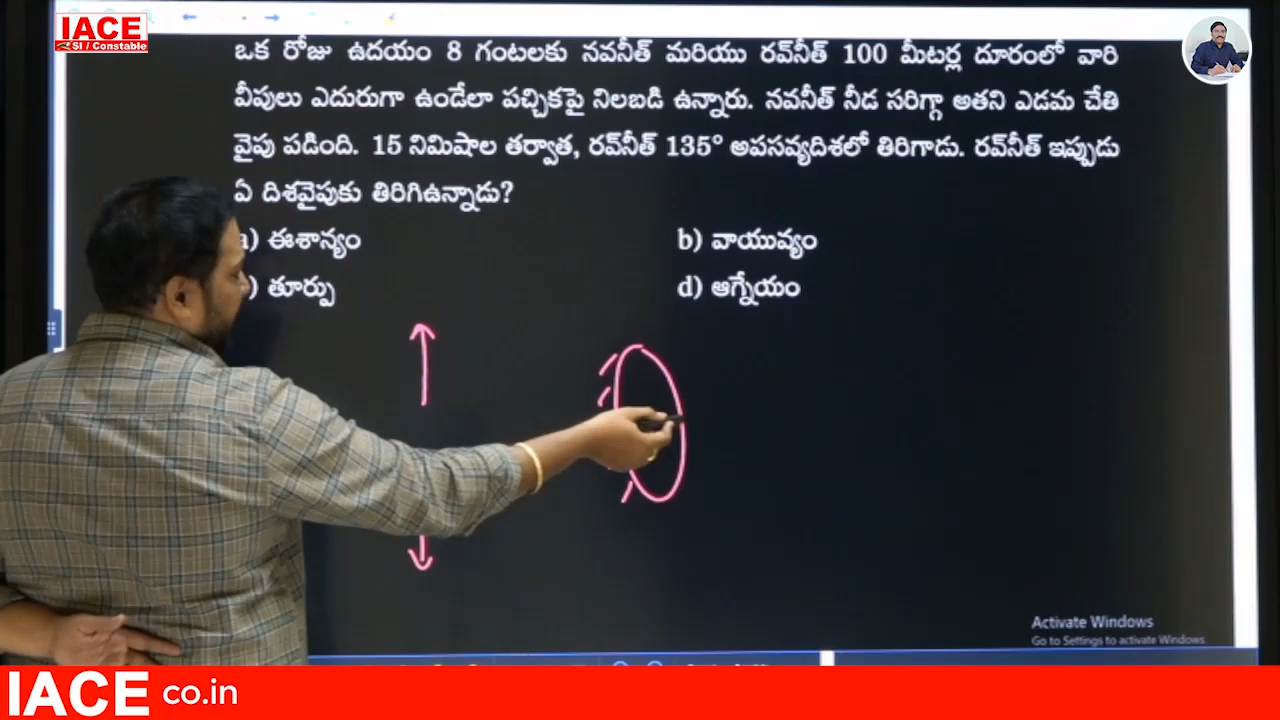 IACE
SI / Constable
ఒక రోజు ఉదయం 8 గంటలకు నవనీత్ మరియు రవ్‌నీత్ 100 మీటర్ల దూరంలో వారి
వీపులు ఎదురుగా ఉండేలా పచ్చికపై నిలబడి ఉన్నారు. నవనీత్ నీడ సరిగ్గా అతని ఎడమ చేతి
వైపు పడింది. 15 నిమిషాల తర్వాత, రవ్‌నీత్ 135° అపసవ్యదిశలో తిరిగాడు. రవ్‌నీత్ ఇప్పుడు
ఏ దిశవైపుకు తిరిగిఉన్నాడు?
a) ఈశాన్యం b) వాయువ్యం
) తూర్పు d) ఆగ్నేయం
Activate Windows
Go to Settings to activate Windows.
IACE co.in